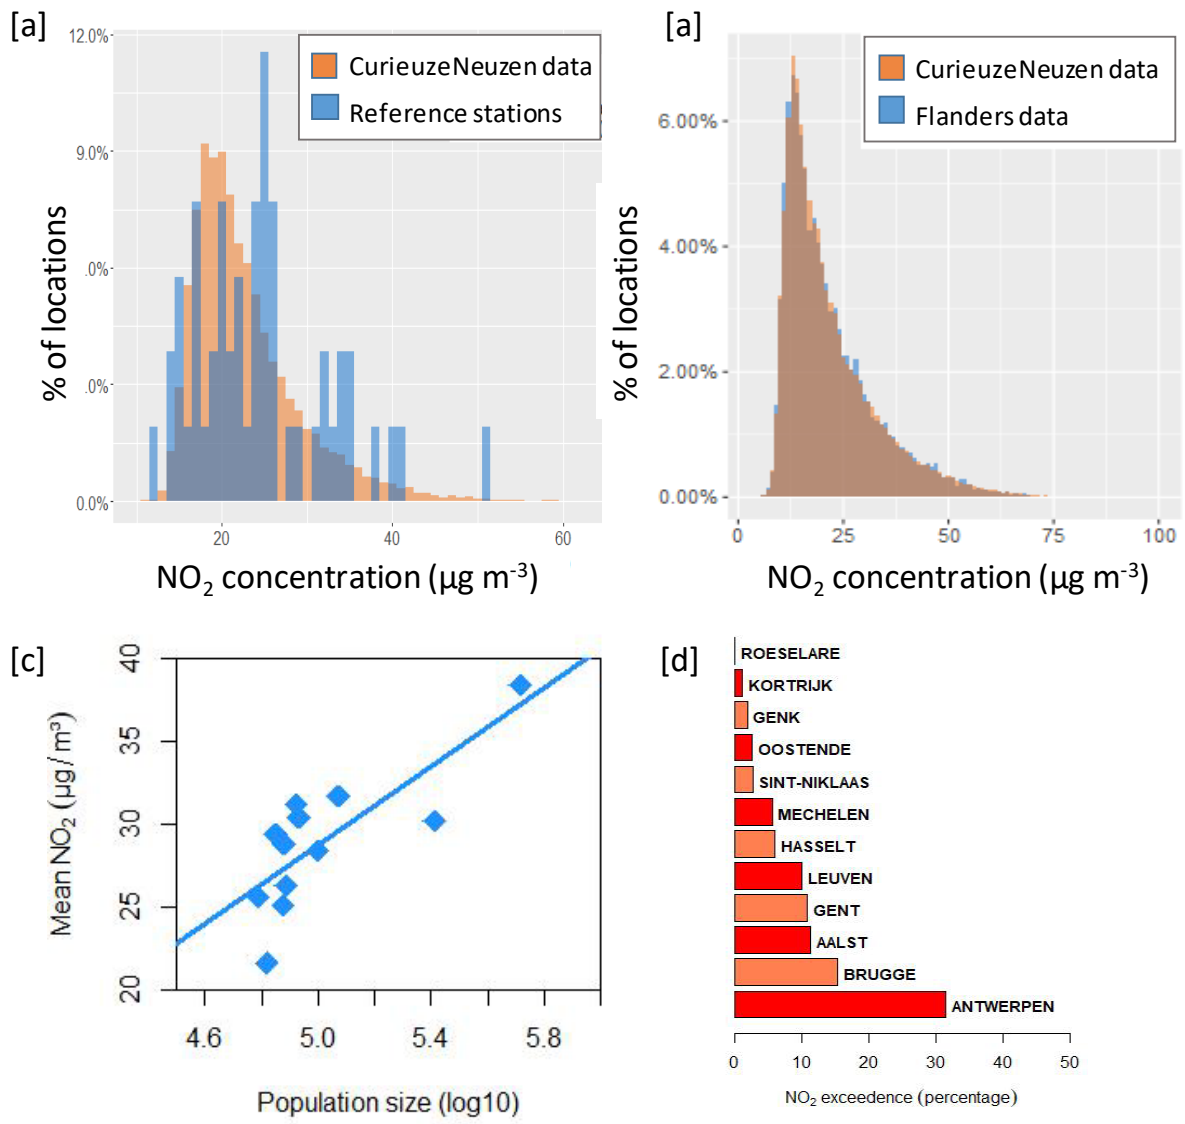 [a]
12.0%
9.0%
.0%
.0%
0.0%
% of locations
CurieuzeNeuzen data
Reference stations
20
40
60
NO₂ concentration (µg m⁻³)
[a]
6.00%
4.00%
2.00%
0.00%
% of locations
CurieuzeNeuzen data
Flanders data
0
25
50
75
100
NO₂ concentration (µg m⁻³)
[c]
40
35
30
25
20
Mean NO₂ (µg/m³)
4.6
5.0
5.4
5.8
Population size (log10)
[d]
ROESELARE
KORTRIJK
GENK
OOSTENDE
SINT-NIKLAAS
MECHELEN
HASSELT
LEUVEN
GENT
AALST
BRUGGE
ANTWERPEN
0
10
20
30
40
50
NO₂ exceedence (percentage)